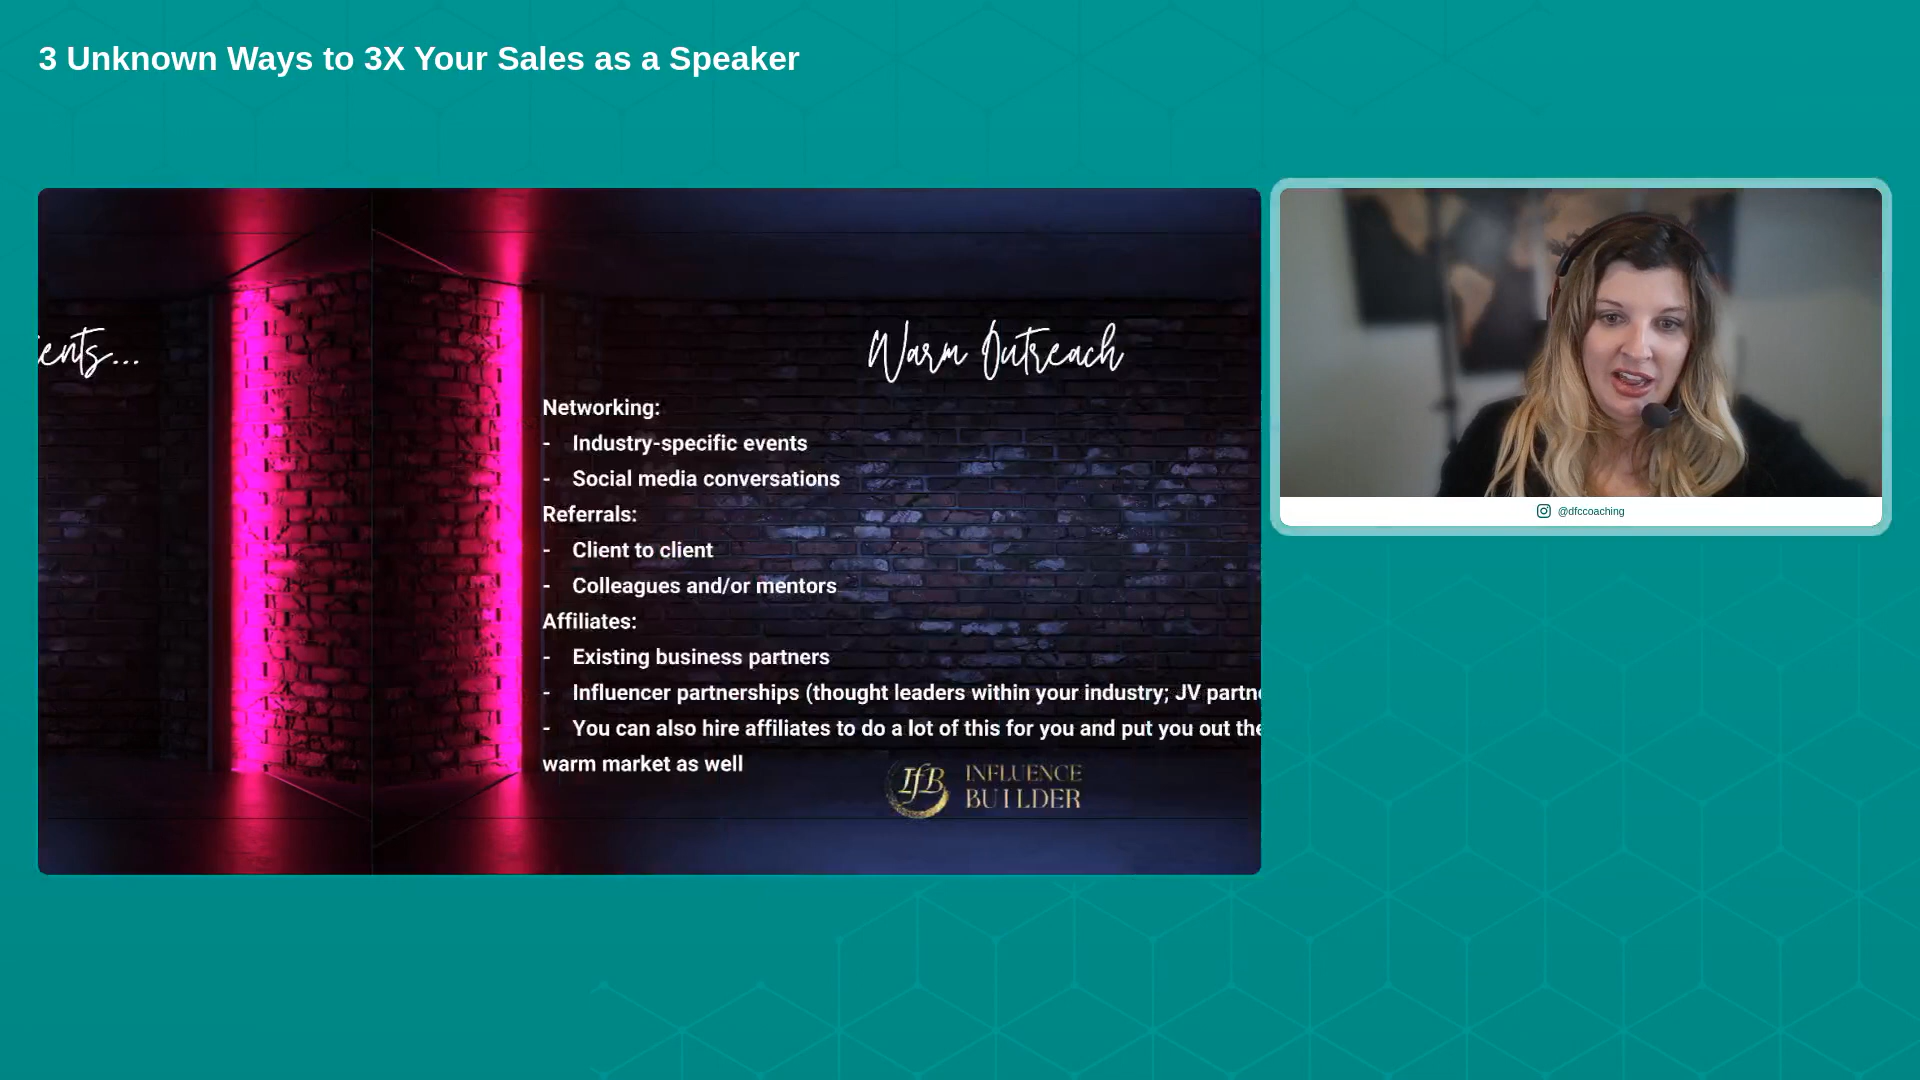 3 Unknown Ways to 3X Your Sales as a Speaker
Warm Outreach
Networking:
- Industry-specific events
- Social media conversations
Referrals:
- Client to client
- Colleagues and/or mentors
Affiliates:
- Existing business partners
- Influencer partnerships (thought leaders within your industry; JV
- You can also hire affiliates to do a lot of this for you and put you out
warm market as well
IfB INFLUENCE
BUILDER
@dfccoaching